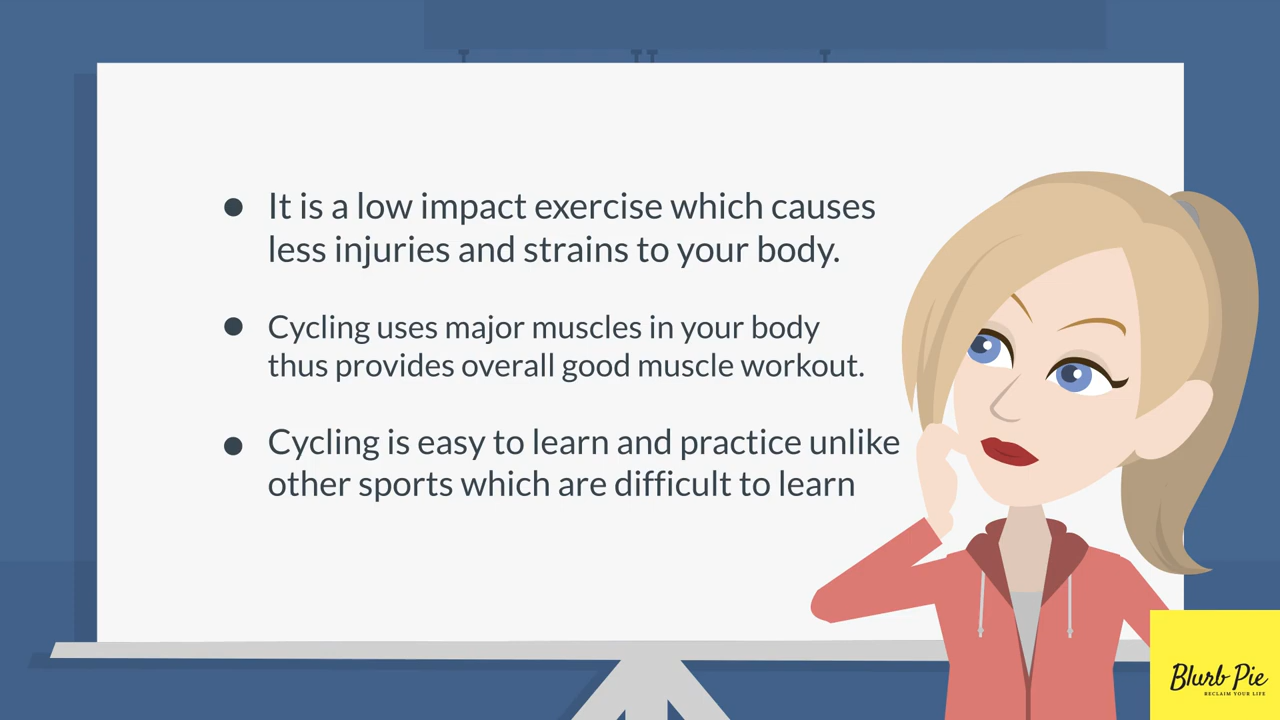 ● It is a low impact exercise which causes
less injuries and strains to your body.
● Cycling uses major muscles in your body
thus provides overall good muscle workout.
● Cycling is easy to learn and practice unlike
other sports which are difficult to learn
Blurb Pie
RECLAIM YOUR LIFE